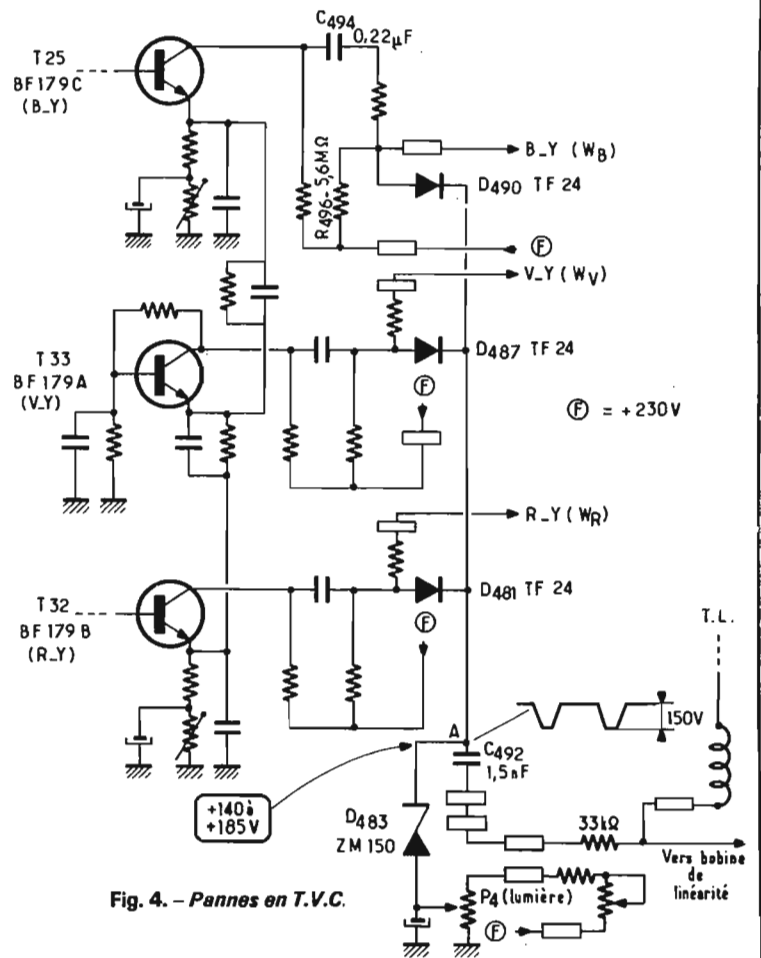 C494
0,22µF
T25
BF179C
(B_Y)
B_Y (WB)
D490 TF 24
R496-5,6MΩ
F
V_Y (WV)
T33
BF179A
(V_Y)
D487 TF 24
F
F = +230V
R_Y (WR)
T32
BF179B
(R_Y)
D481 TF 24
F
T.L.
A
150V
C492
1,5nF
+140à
+185V
D483
ZM 150
33kΩ
Vers bobine
de
linéarité
P4 (lumière)
F
Fig. 4. – Pannes en T.V.C.